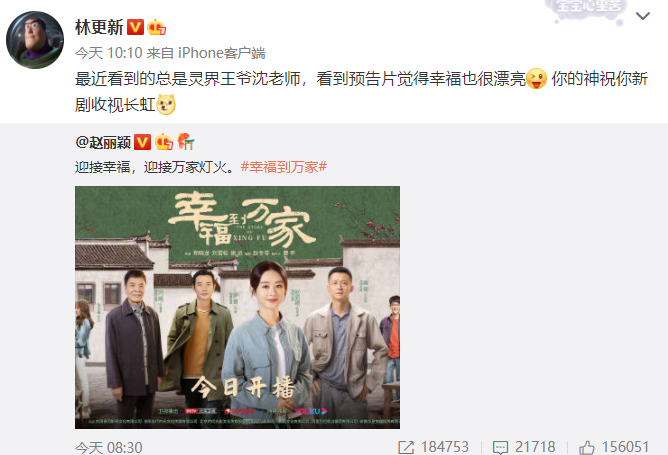 宝宝心里苦
林更新
今天 10:10 来自 iPhone客户端
最近看到的总是灵界王爷沈老师，看到预告片觉得幸福也很漂亮 你的神祝你新
剧收视长虹
@赵丽颖
迎接幸福，迎接万家灯火。#幸福到万家#
幸福到万家
THE STORY OF
XING FU
今日开播
今天 08:30
184753
21718
156051